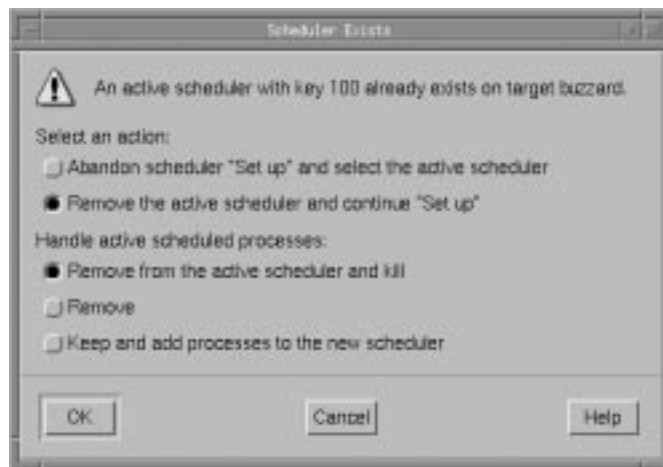 Scheduler Exists
An active scheduler with key 100 already exists on target buzzard.
Select an action:
Abandon scheduler "Set up" and select the active scheduler
Remove the active scheduler and continue "Set up"
Handle active scheduled processes:
Remove from the active scheduler and kill
Remove
Keep and add processes to the new scheduler
OK Cancel Help